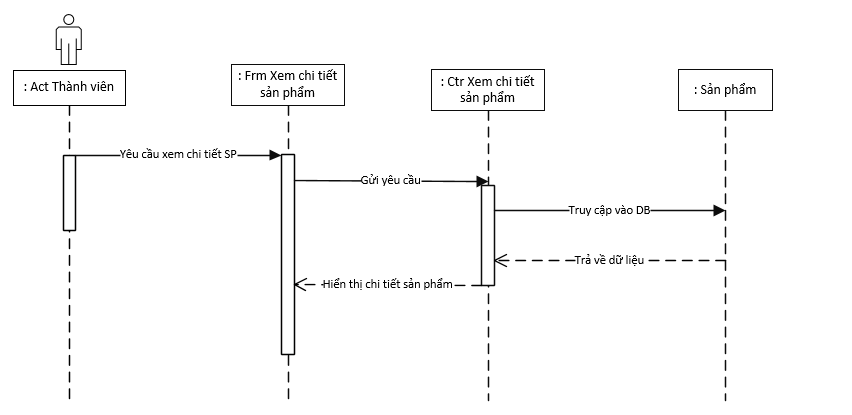 : Act Thành viên
: Frm Xem chi tiết
sản phẩm
: Ctr Xem chi tiết
sản phẩm
: Sản phẩm
Yêu cầu xem chi tiết SP
Gửi yêu cầu
Truy cập vào DB
Trả về dữ liệu
Hiển thị chi tiết sản phẩm